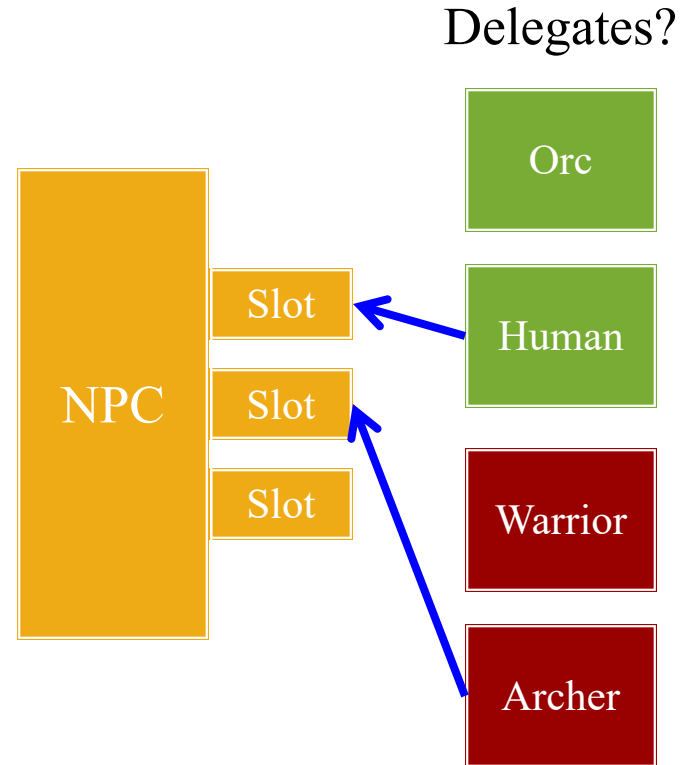 Delegates?
Orc
Slot
Human
NPC
Slot
Slot
Warrior
Archer